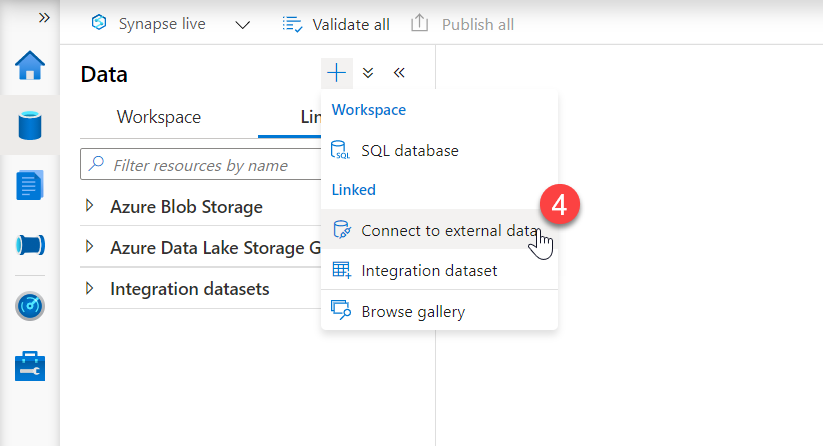 Synapse live
Validate all
Publish all
Data
Workspace
Lin
Filter resources by name
Azure Blob Storage
Azure Data Lake Storage G
Integration datasets
Workspace
SQL
SQL database
Linked
Connect to external data
4
Integration dataset
Browse gallery